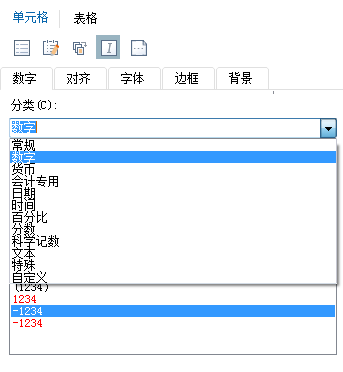 单元格 表格
数字 对齐 字体 边框 背景
分类(C):
数字
常规
数字
货币
会计专用
日期
时间
百分比
分数
科学记数
文本
特殊
自定义
(1234)
1234
-1234
-1234